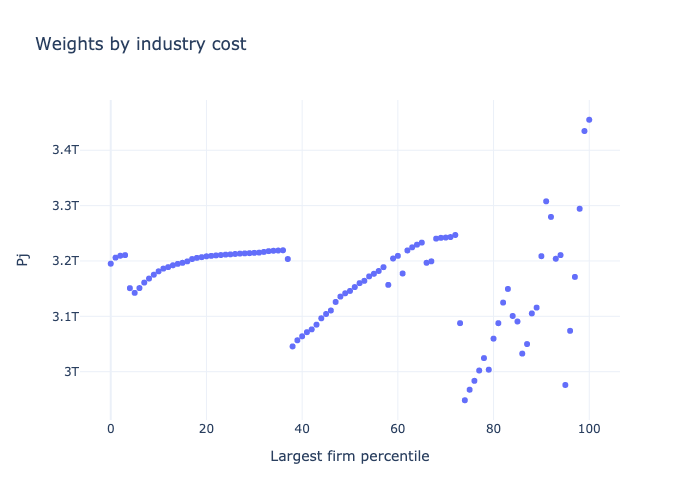 Weights by industry cost
Pj
3.4T
3.3T
3.2T
3.1T
3T
0 20 40 60 80 100
Largest firm percentile